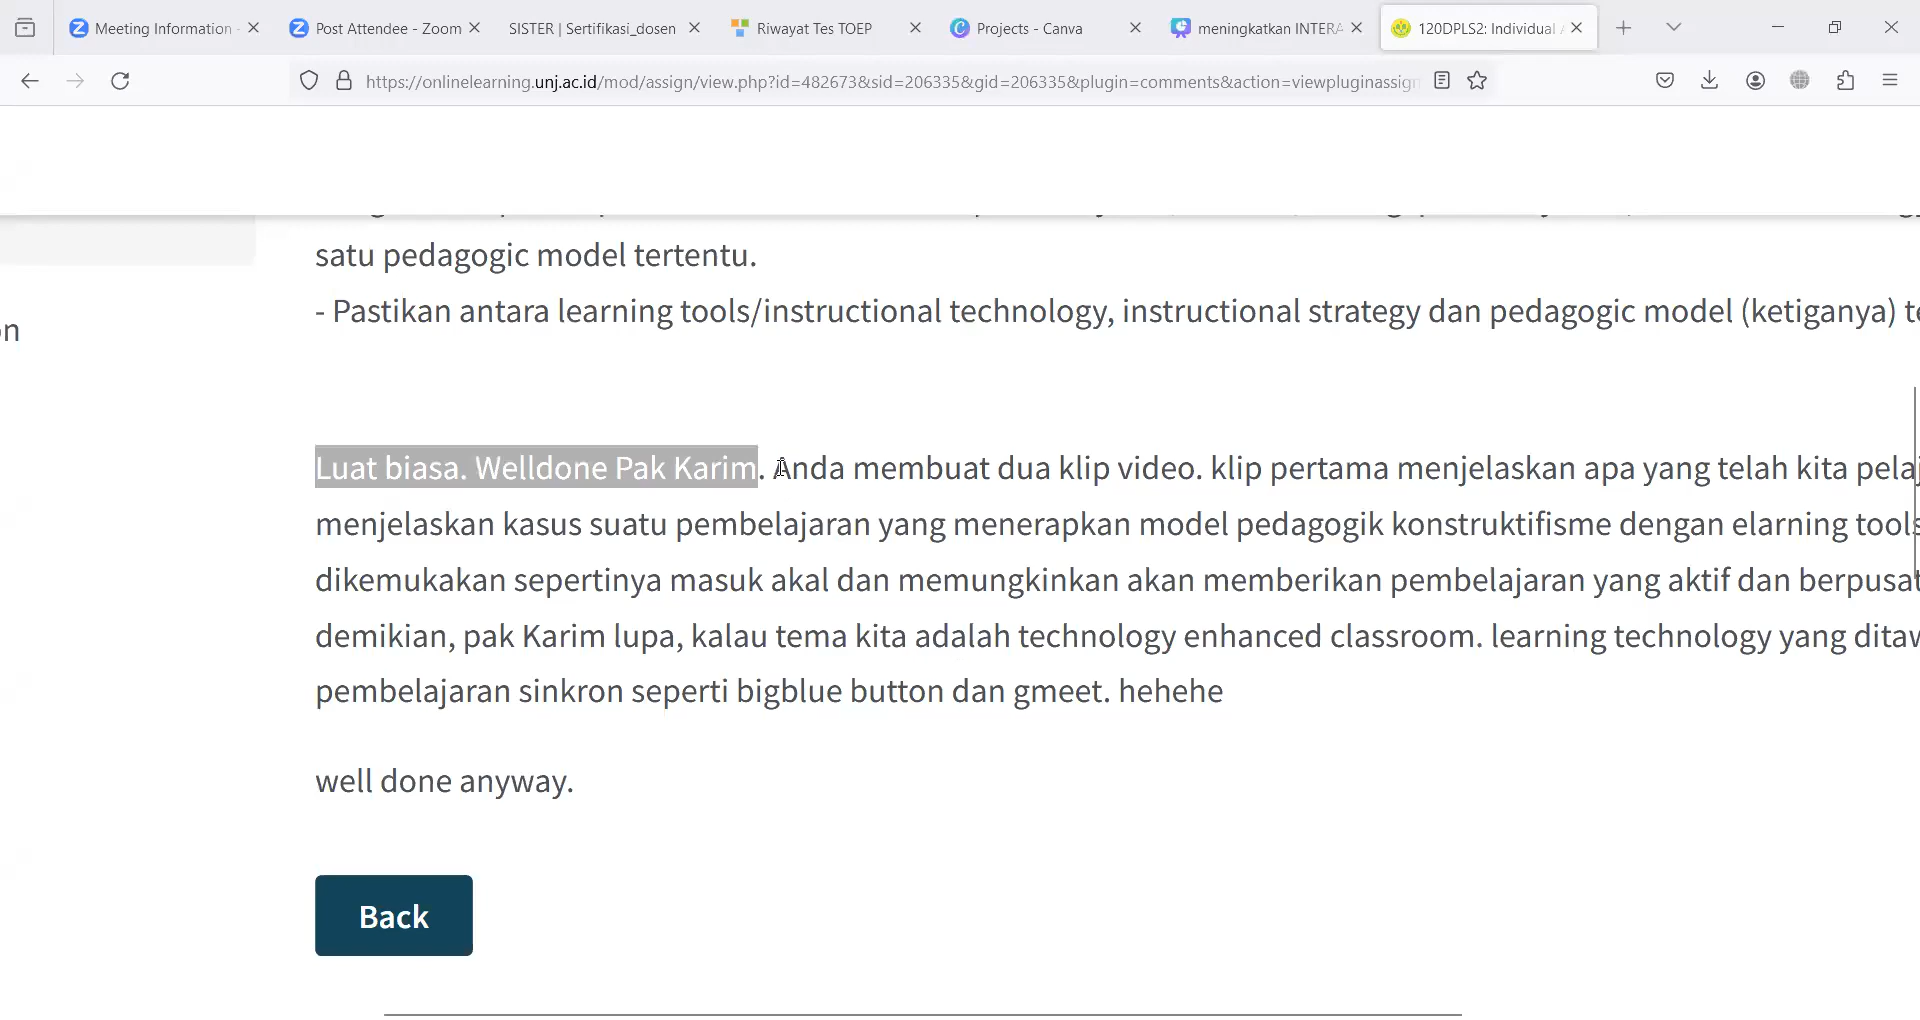 Meeting Information -
Post Attendee - Zoom
SISTER | Sertifikasi_dosen
Riwayat Tes TOEP
Projects - Canva
meningkatkan INTERA
120DPLS2: Individual A
https://onlinelearning.unj.ac.id/mod/assign/view.php?id=482673&sid=206335&gid=206335&plugin=comments&action=viewpluginassign
satu pedagogic model tertentu.
- Pastikan antara learning tools/instructional technology, instructional strategy dan pedagogic model (ketiganya) te
on
Luat biasa. Welldone Pak Karim. Anda membuat dua klip video. klip pertama menjelaskan apa yang telah kita pelaj
menjelaskan kasus suatu pembelajaran yang menerapkan model pedagogik konstruktifisme dengan elarning tools
dikemukakan sepertinya masuk akal dan memungkinkan akan memberikan pembelajaran yang aktif dan berpusat
demikian, pak Karim lupa, kalau tema kita adalah technology enhanced classroom. learning technology yang ditaw
pembelajaran sinkron seperti bigblue button dan gmeet. hehehe
well done anyway.
Back